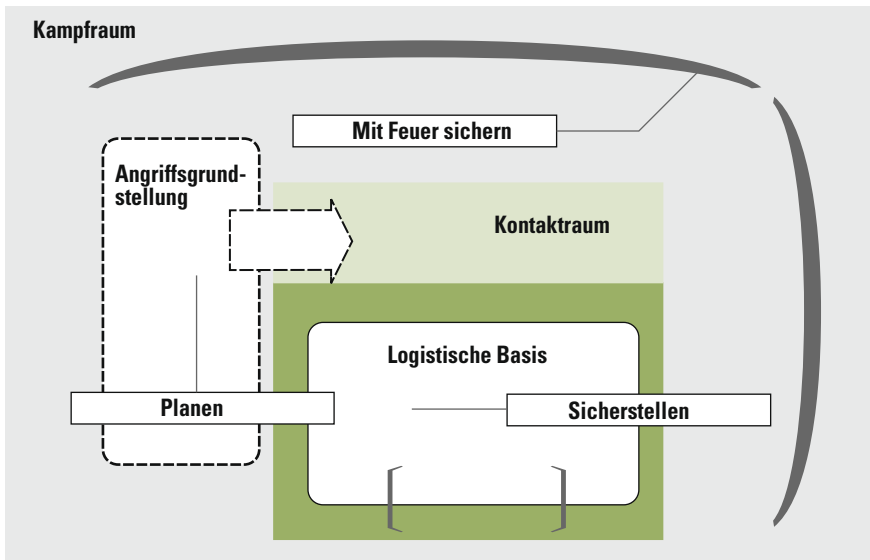 Kampfraum
Mit Feuer sichern
Angriffsgrund-
stellung
Kontaktraum
Logistische Basis
Planen
Sicherstellen